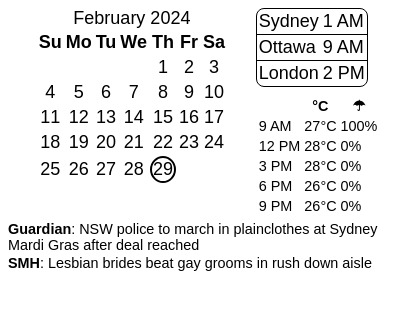 February 2024
Su Mo Tu We Th Fr Sa
1 2 3
4 5 6 7 8 9 10
11 12 13 14 15 16 17
18 19 20 21 22 23 24
25 26 27 28 29
Sydney 1 AM
Ottawa 9 AM
London 2 PM
°C ☂
9 AM 27°C 100%
12 PM 28°C 0%
3 PM 28°C 0%
6 PM 26°C 0%
9 PM 26°C 0%
Guardian: NSW police to march in plainclothes at Sydney
Mardi Gras after deal reached
SMH: Lesbian brides beat gay grooms in rush down aisle